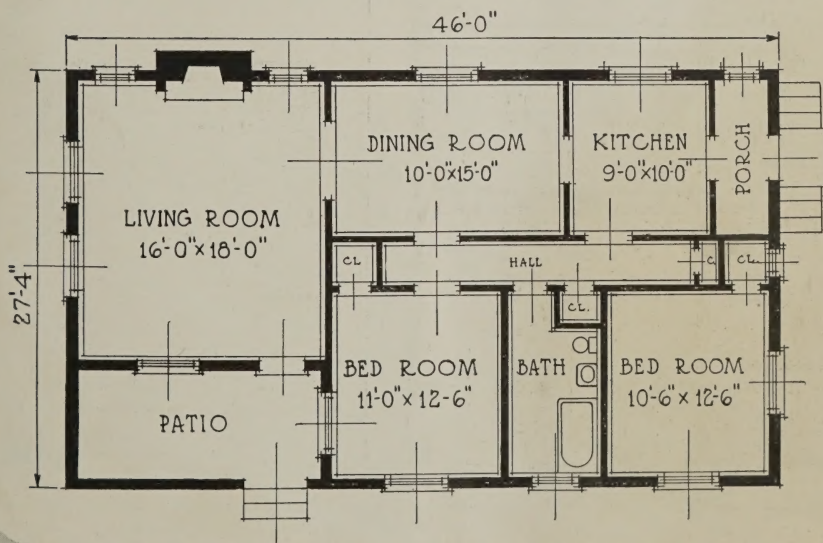 46'-0"
27'-4"
LIVING ROOM
16'-0"x18'-0"
DINING ROOM
10'-0"x15'-0"
KITCHEN
9'-0"x10'-0"
PORCH
CL
HALL
C.
CL.
CL.
BED ROOM
11'-0"x12'-6"
BATH
BED ROOM
10'-6"x12'-6"
PATIO